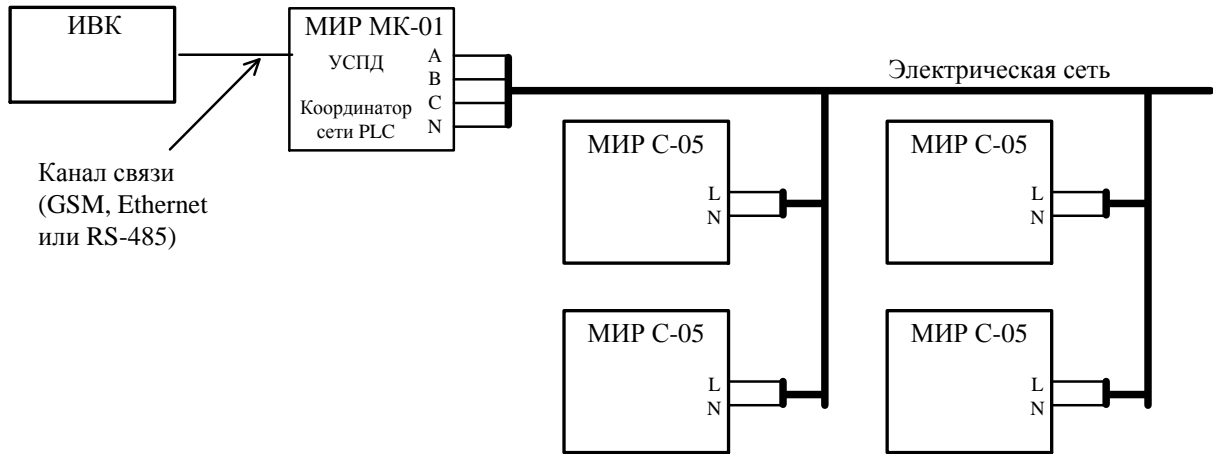 ИВК
МИР МК-01
УСПД
Координатор
сети PLC
A
B
C
N
Электрическая сеть
Канал связи
(GSM, Ethernet
или RS-485)
МИР С-05
L
N
МИР С-05
L
N
МИР С-05
L
N
МИР С-05
L
N